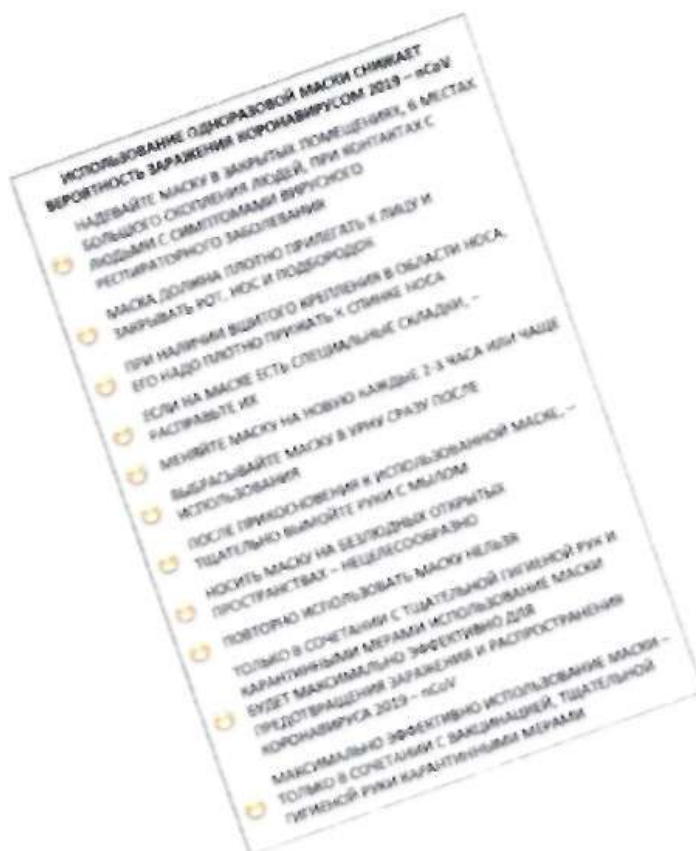 ИСПОЛЬЗОВАНИЕ ОДНОРАЗОВОЙ МАСКИ СНИЖАЕТ
ВЕРОЯТНОСТЬ ЗАРАЖЕНИЯ КОРОНАВИРУСОМ 2019 – nCoV
НАДЕВАЙТЕ МАСКУ В ЗАКРЫТЫХ ПОМЕЩЕНИЯХ, В МЕСТАХ
БОЛЬШОГО СКОПЛЕНИЯ ЛЮДЕЙ, ПРИ КОНТАКТАХ С
ЛЮДЬМИ С СИМПТОМАМИ ВИРУСНОГО
РЕСПИРАТОРНОГО ЗАБОЛЕВАНИЯ
МАСКА ДОЛЖНА ПЛОТНО ПРИЛЕГАТЬ К ЛИЦУ И
ЗАКРЫВАТЬ РОТ, НОС И ПОДБОРОДОК
ПРИ НАЛИЧИИ ВШИТОГО КРЕПЛЕНИЯ В ОБЛАСТИ НОСА,
ЕГО НАДО ПЛОТНО ПРИЖАТЬ К СПИНКЕ НОСА
ЕСЛИ НА МАСКЕ ЕСТЬ СПЕЦИАЛЬНЫЕ СКЛАДКИ, –
РАСПРАВЬТЕ ИХ
МЕНЯЙТЕ МАСКУ НА НОВУЮ КАЖДЫЕ 2-3 ЧАСА ИЛИ ЧАЩЕ
ВЫБРАСЫВАЙТЕ МАСКУ В УРНУ СРАЗУ ПОСЛЕ
ИСПОЛЬЗОВАНИЯ
ПОСЛЕ ПРИКОСНОВЕНИЯ К ИСПОЛЬЗОВАННОЙ МАСКЕ, –
ТЩАТЕЛЬНО ВЫМОЙТЕ РУКИ С МЫЛОМ
НОСИТЬ МАСКУ НА БЕЗЛЮДНЫХ ОТКРЫТЫХ
ПРОСТРАНСТВАХ – НЕЦЕЛЕСООБРАЗНО
ПОВТОРНО ИСПОЛЬЗОВАТЬ МАСКУ НЕЛЬЗЯ
ТОЛЬКО В СОЧЕТАНИИ С ТЩАТЕЛЬНОЙ ГИГИЕНОЙ РУК И
КАРАНТИННЫМИ МЕРАМИ ИСПОЛЬЗОВАНИЕ МАСКИ
БУДЕТ МАКСИМАЛЬНО ЭФФЕКТИВНО ДЛЯ
ПРЕДОТВРАЩЕНИЯ ЗАРАЖЕНИЯ И РАСПРОСТРАНЕНИЯ
КОРОНАВИРУСА 2019 – nCoV
МАКСИМАЛЬНО ЭФФЕКТИВНО ИСПОЛЬЗОВАНИЕ МАСКИ –
ТОЛЬКО В СОЧЕТАНИИ С ВАКЦИНАЦИЕЙ, ТЩАТЕЛЬНОЙ
ГИГИЕНОЙ РУКИ КАРАНТИННЫМИ МЕРАМИ